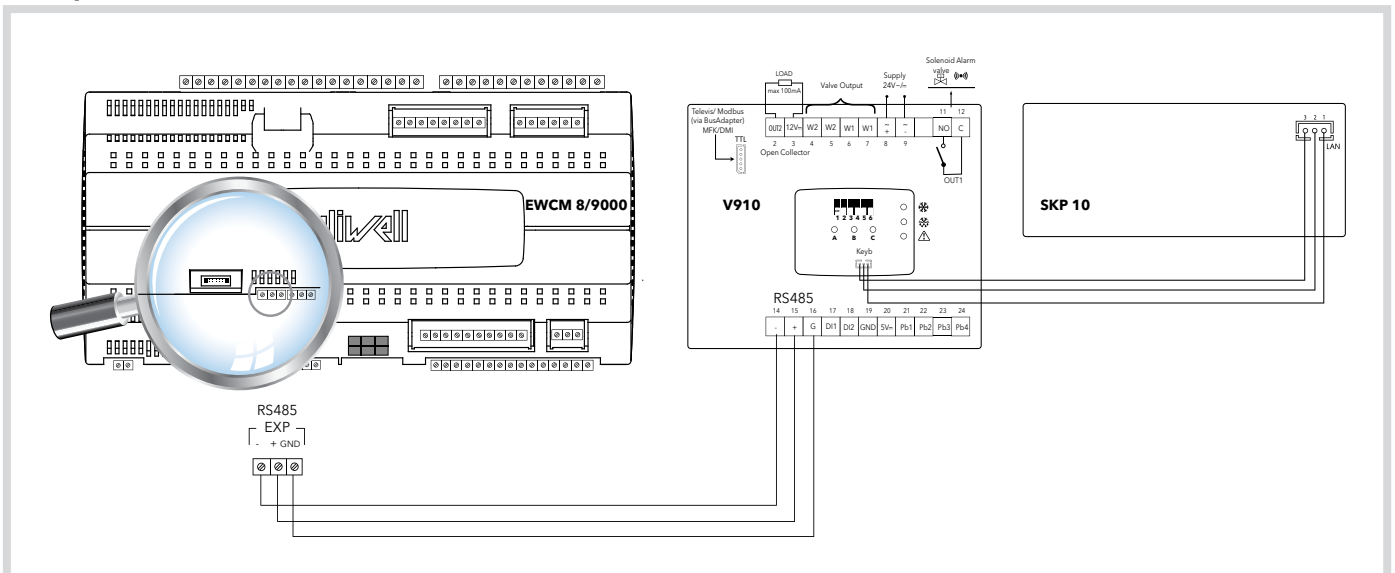 EWCM 8/9000
RS485
EXP
- + GND
LOAD
max 100mA
Valve Output
Supply
24V~/=
Solenoid Alarm
valve
Televis/ Modbus
(via BusAdapter)
MFK/DMI
TTL
11 12
OUT2 12V= W2 W2 W1 W1 ~ + ~ - NO C
2 3 4 5 6 7 8 9
Open Collector
OUT1
V910
1 2 3 4 5 6
A B C
Keyb
RS485
14 15 16 17 18 19 20 21 22 23 24
- + G DI1 DI2 GND 5V= Pb1 Pb2 Pb3 Pb4
SKP 10
3 2 1
LAN